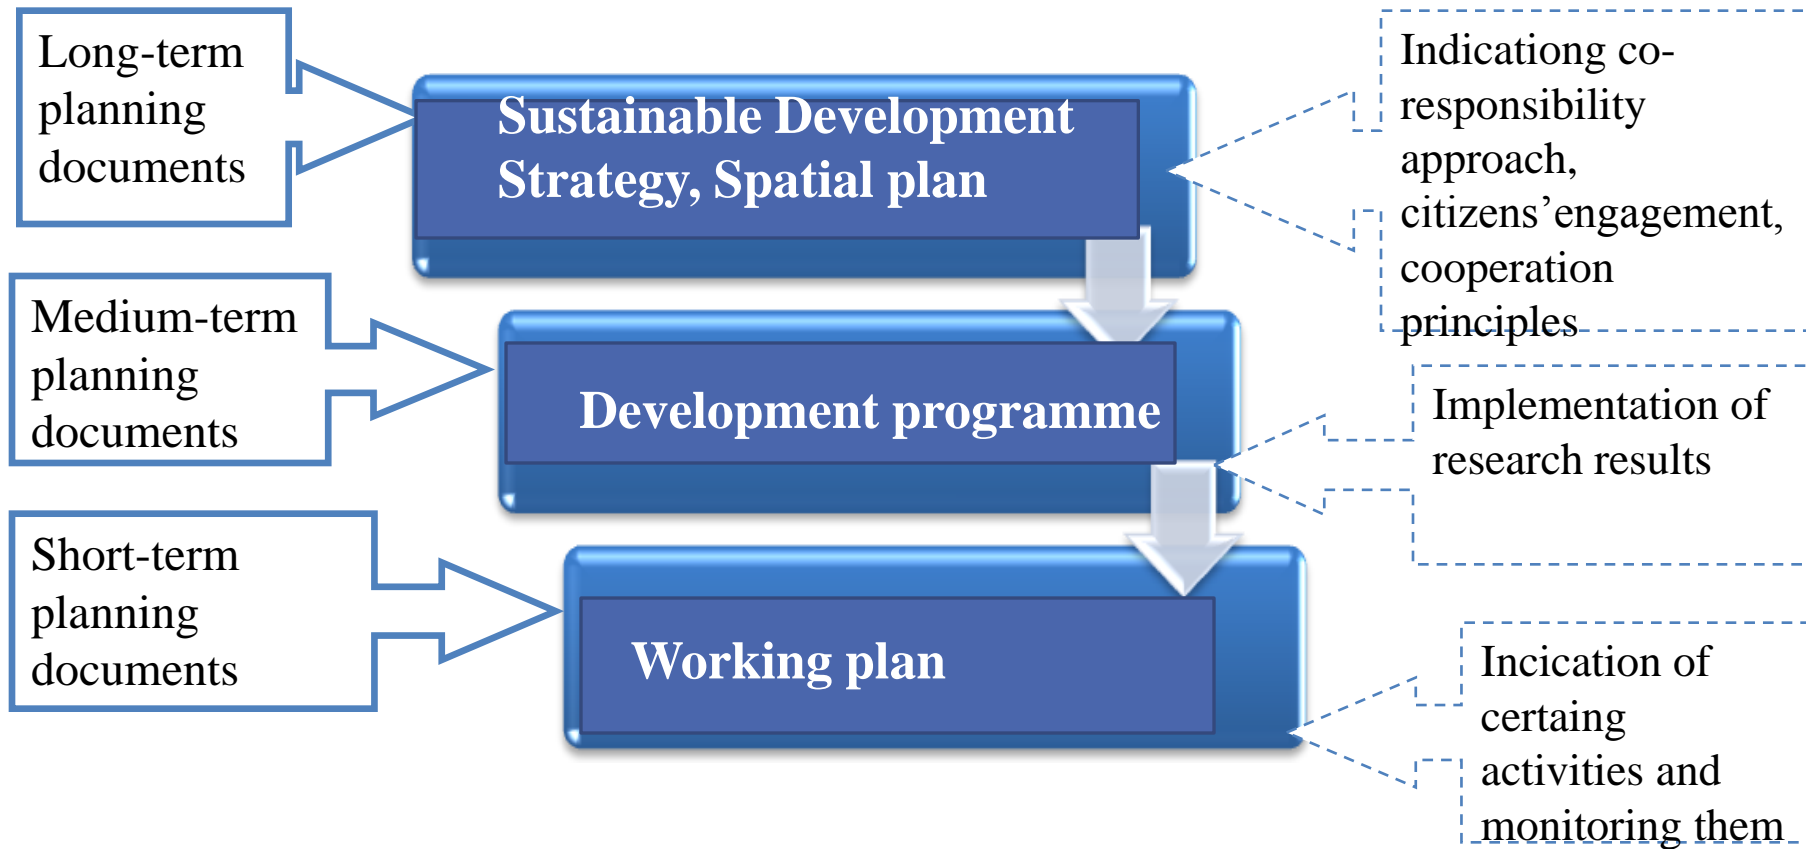 Long-term
planning
documents
Sustainable Development
Strategy, Spatial plan
Indicationg co-
responsibility
approach,
citizens’engagement,
cooperation
principles
Medium-term
planning
documents
Development programme
Implementation of
research results
Short-term
planning
documents
Working plan
Incication of
certaing
activities and
monitoring them